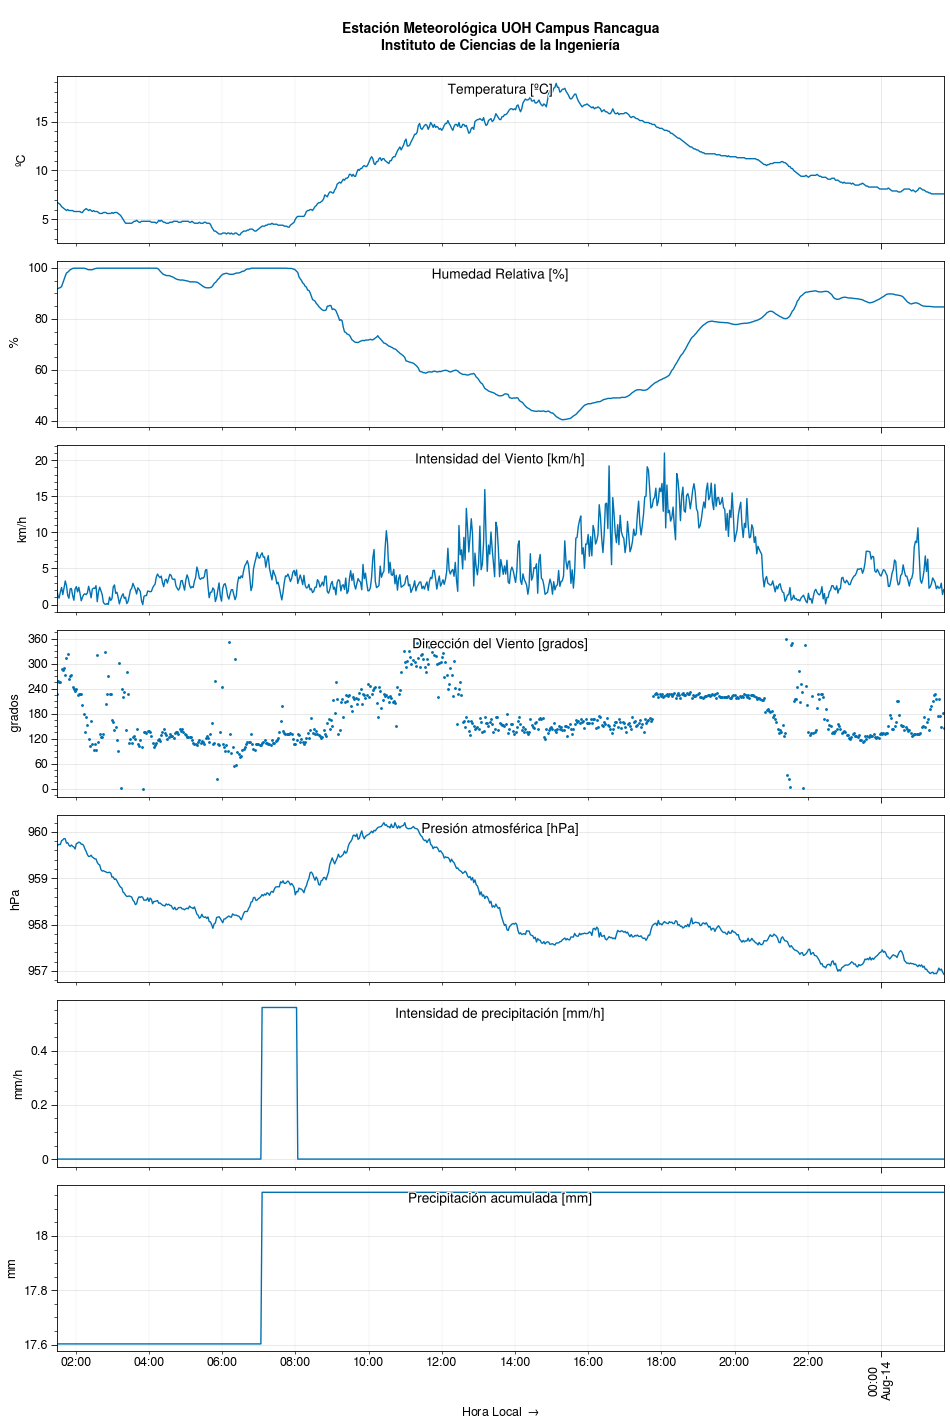 Estación Meteorológica UOH Campus Rancagua
Instituto de Ciencias de la Ingeniería
Temperatura [ºC]
ºC
15
10
5
Humedad Relativa [%]
%
100
80
60
40
Intensidad del Viento [km/h]
km/h
20
15
10
5
0
Dirección del Viento [grados]
grados
360
300
240
180
120
60
0
Presión atmosférica [hPa]
hPa
960
959
958
957
Intensidad de precipitación [mm/h]
mm/h
0.4
0.2
0
Precipitación acumulada [mm]
mm
18
17.8
17.6
02:00 04:00 06:00 08:00 10:00 12:00 14:00 16:00 18:00 20:00 22:00 00:00
Aug-14
Hora Local →